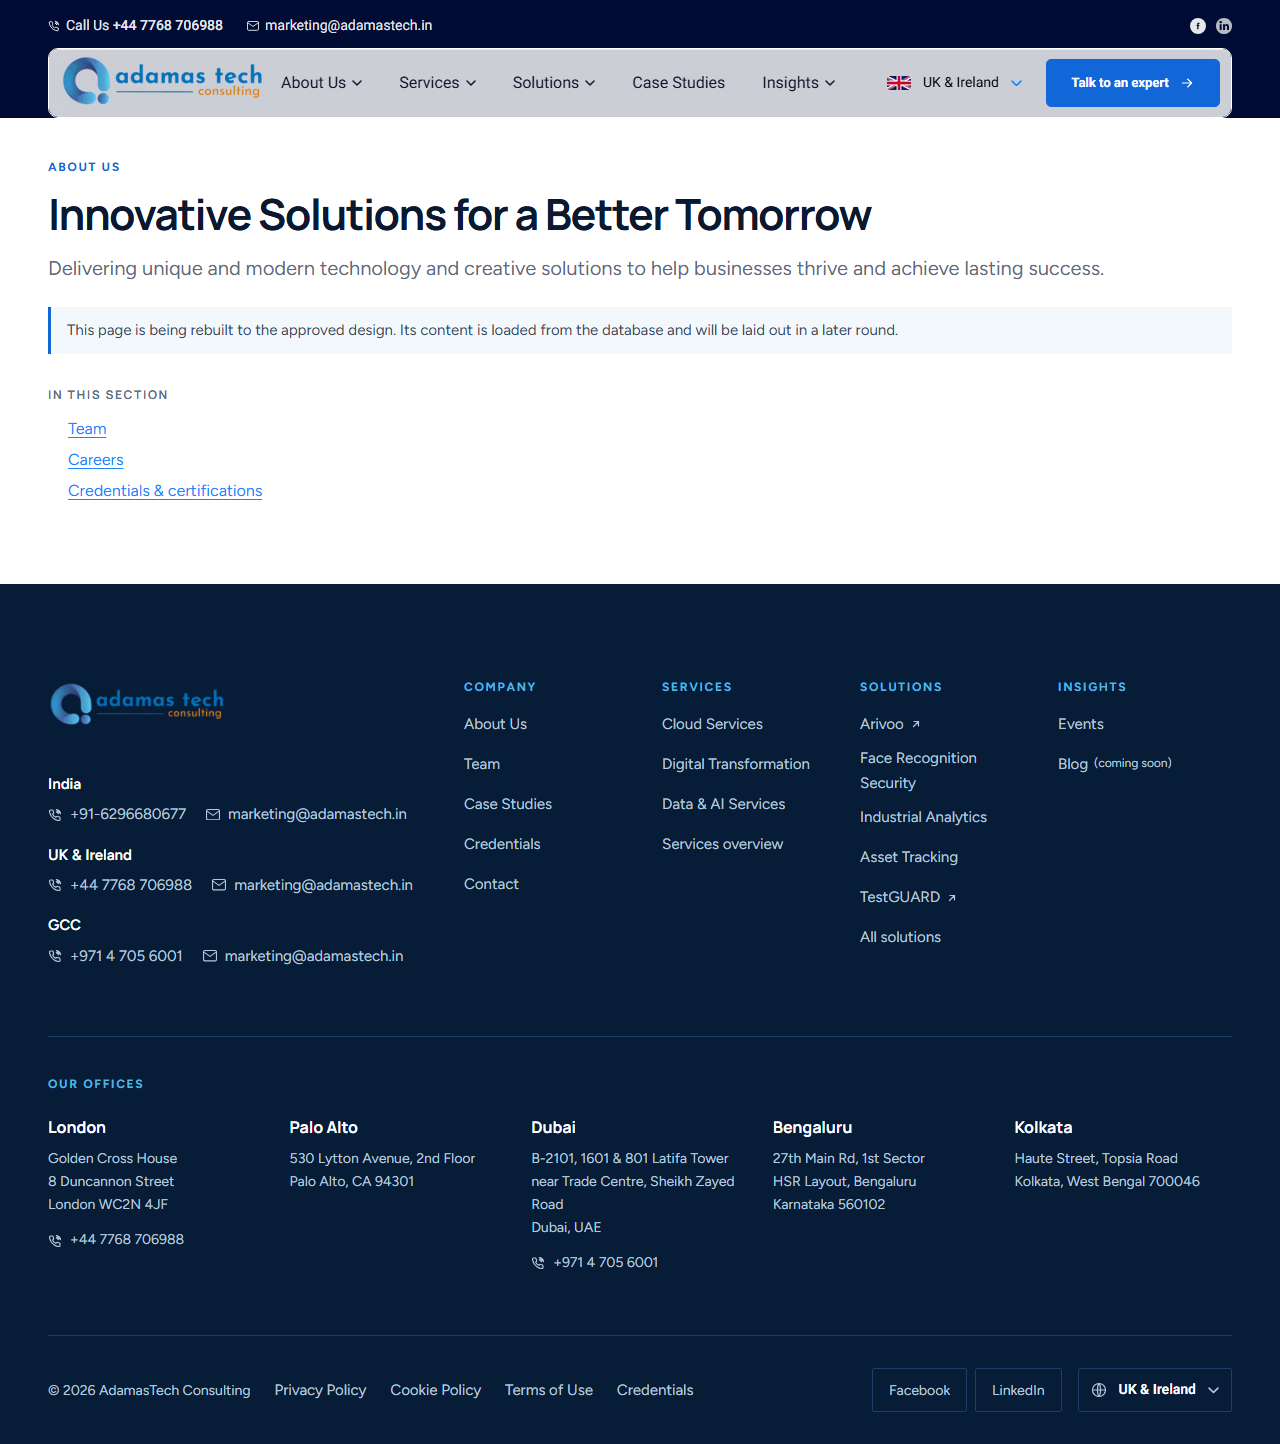 Call Us +44 7768 706988 marketing@adamastech.in
adamas tech
consulting
About Us Services Solutions Case Studies Insights UK & Ireland Talk to an expert
ABOUT US
Innovative Solutions for a Better Tomorrow
Delivering unique and modern technology and creative solutions to help businesses thrive and achieve lasting success.
This page is being rebuilt to the approved design. Its content is loaded from the database and will be laid out in a later round.
IN THIS SECTION
Team
Careers
Credentials & certifications
adamas tech
consulting
India
+91-6296680677 marketing@adamastech.in
UK & Ireland
+44 7768 706988 marketing@adamastech.in
GCC
+971 4 705 6001 marketing@adamastech.in
COMPANY
About Us
Team
Case Studies
Credentials
Contact
SERVICES
Cloud Services
Digital Transformation
Data & AI Services
Services overview
SOLUTIONS
Arivoo
Face Recognition
Security
Industrial Analytics
Asset Tracking
TestGUARD
All solutions
INSIGHTS
Events
Blog (coming soon)
OUR OFFICES
London
Golden Cross House
8 Duncannon Street
London WC2N 4JF
+44 7768 706988
Palo Alto
530 Lytton Avenue, 2nd Floor
Palo Alto, CA 94301
Dubai
B-2101, 1601 & 801 Latifa Tower
near Trade Centre, Sheikh Zayed
Road
Dubai, UAE
+971 4 705 6001
Bengaluru
27th Main Rd, 1st Sector
HSR Layout, Bengaluru
Karnataka 560102
Kolkata
Haute Street, Topsia Road
Kolkata, West Bengal 700046
© 2026 AdamasTech Consulting Privacy Policy Cookie Policy Terms of Use Credentials Facebook LinkedIn UK & Ireland